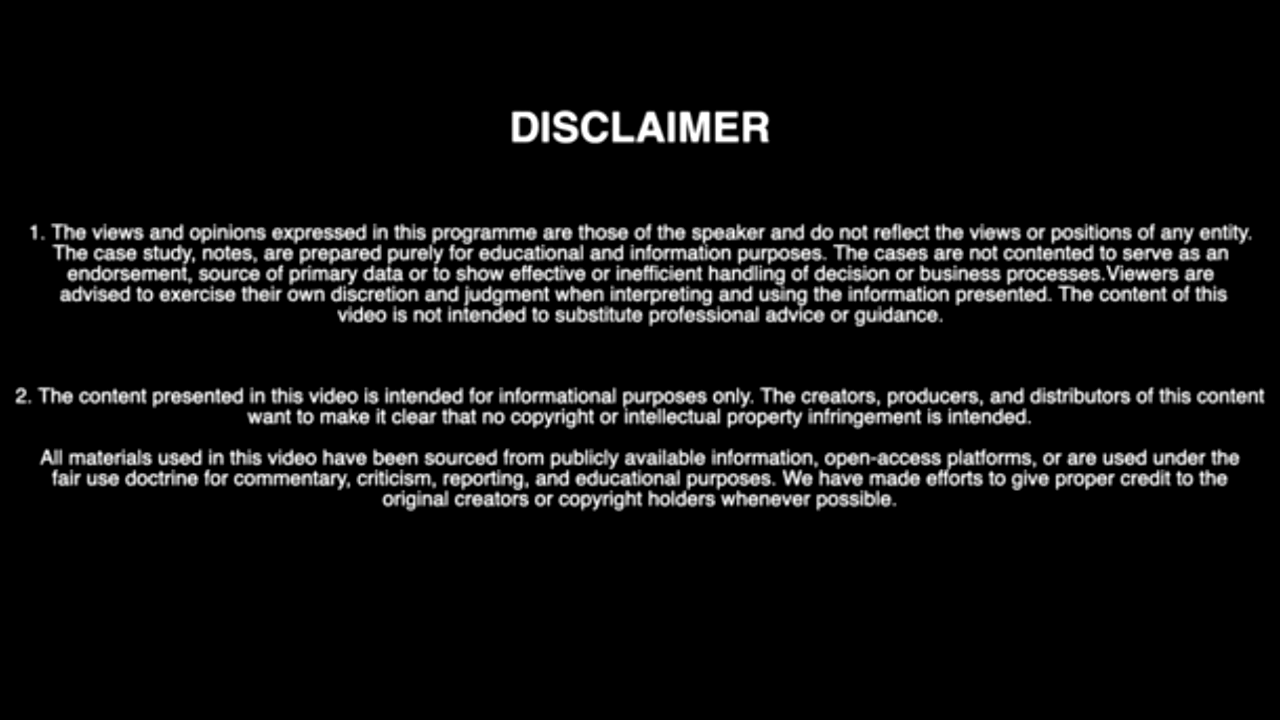 DISCLAIMER
1. The views and opinions expressed in this programme are those of the speaker and do not reflect the views or positions of any entity.
The case study, notes, are prepared purely for educational and information purposes. The cases are not contented to serve as an
endorsement, source of primary data or to show effective or inefficient handling of decision or business processes.Viewers are
advised to exercise their own discretion and judgment when interpreting and using the information presented. The content of this
video is not intended to substitute professional advice or guidance.
2. The content presented in this video is intended for informational purposes only. The creators, producers, and distributors of this content
want to make it clear that no copyright or intellectual property infringement is intended.
All materials used in this video have been sourced from publicly available information, open-access platforms, or are used under the
fair use doctrine for commentary, criticism, reporting, and educational purposes. We have made efforts to give proper credit to the
original creators or copyright holders whenever possible.